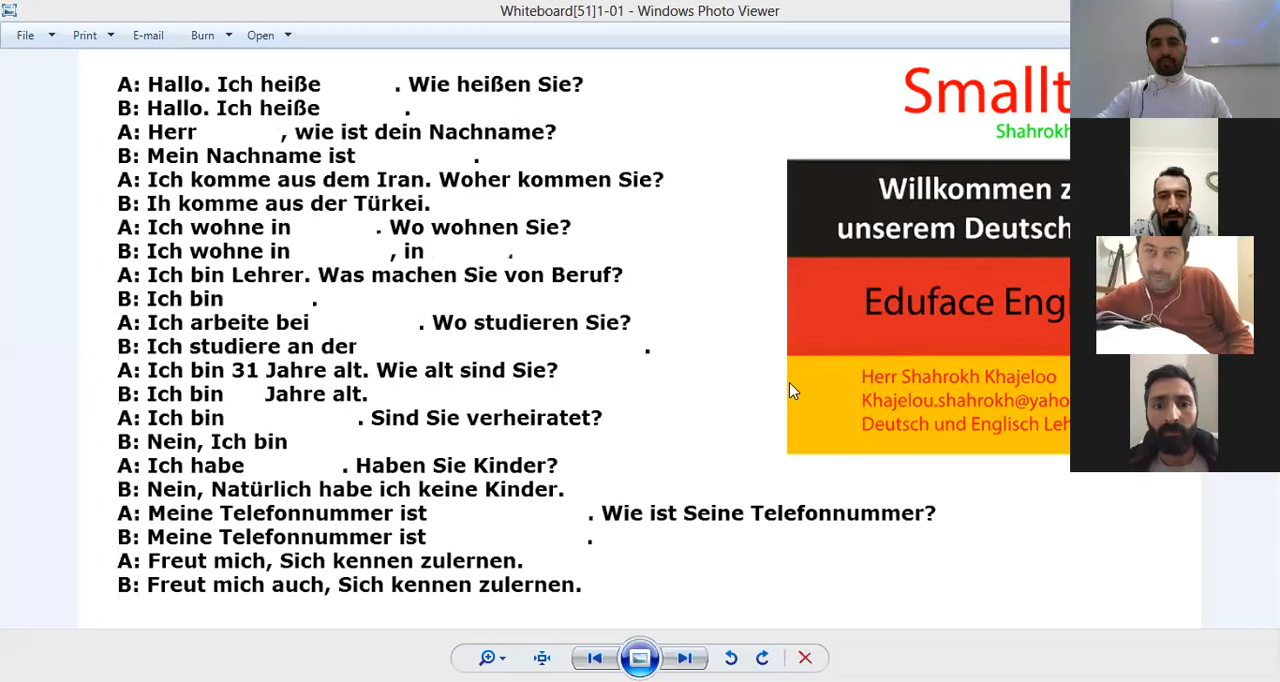 Whiteboard[51]1-01 - Windows Photo Viewer
File Print E-mail Burn Open
A: Hallo. Ich heiße . Wie heißen Sie?
B: Hallo. Ich heiße .
A: Herr , wie ist dein Nachname?
B: Mein Nachname ist .
A: Ich komme aus dem Iran. Woher kommen Sie?
B: Ih komme aus der Türkei.
A: Ich wohne in . Wo wohnen Sie?
B: Ich wohne in , in .
A: Ich bin Lehrer. Was machen Sie von Beruf?
B: Ich bin .
A: Ich arbeite bei . Wo studieren Sie?
B: Ich studiere an der .
A: Ich bin 31 Jahre alt. Wie alt sind Sie?
B: Ich bin Jahre alt.
A: Ich bin . Sind Sie verheiratet?
B: Nein, Ich bin
A: Ich habe . Haben Sie Kinder?
B: Nein, Natürlich habe ich keine Kinder.
A: Meine Telefonnummer ist . Wie ist Seine Telefonnummer?
B: Meine Telefonnummer ist .
A: Freut mich, Sich kennen zulernen.
B: Freut mich auch, Sich kennen zulernen.
Smallt
Shahrokh
Willkommen z
unserem Deutsch
Eduface Engl
Herr Shahrokh Khajeloo
Khajelou.shahrokh@yaho
Deutsch und Englisch Leh